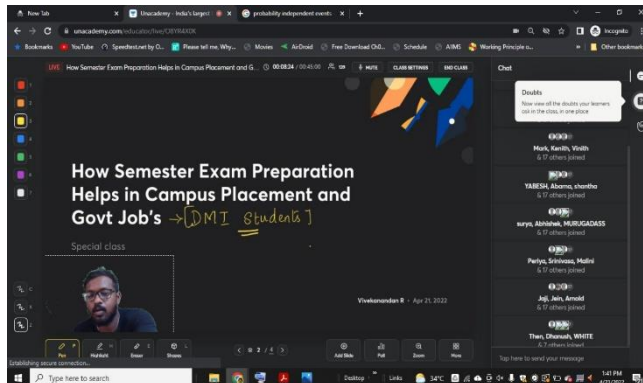 New Tab
Unacademy - India's largest
probability independent events
unacademy.com/educator/live/
Incognito
Bookmarks
YouTube
Speedtest.net by O...
Please tell me, Why...
Movies
AirDroid
Free Download Chố...
Schedule
AIMS
Working Principle o...
Other bookmark
LIVE How Semester Exam Preparation Helps in Campus Placement and G...
00:08:24 / 00:45:00
MUTE
CLASS SETTINGS
END CLASS
Chat
Doubts
Now view all the doubts your learners
ask in the class, in one place
How Semester Exam Preparation
Helps in Campus Placement and
Govt Job's → [DMI Students]
Special class
Vivekanandan R • Apr 21, 2022
Mark, Kenith, Vinith
& 17 others joined
YABESH, Abarna, shantho
& 17 others joined
surya, Abhishek, MURUGADASS
& 17 others joined
Periya, Srinivasa, Malini
& 17 others joined
Joji, Jein, Arnold
& 17 others joined
Then, Dhanush, WHITE
Tap here to send your message
Pen
Highlight
Eraser
Shapes
2 / 4
Add Slide
Poll
Zoom
More
Establishing secure connection...
Type here to search
Desktop
Links
34°C
1:41 PM